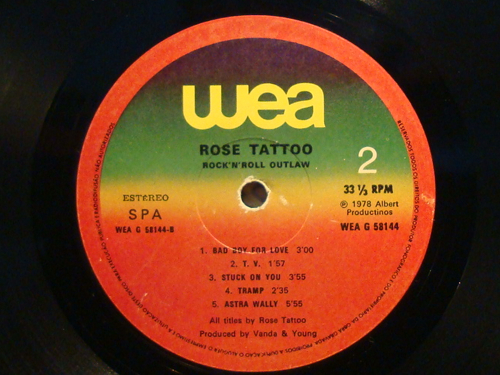 wea
ROSE TATTOO
ROCK'N'ROLL OUTLAW
2
ESTéREO
SPA
WEA G 58144-B
33 1/3 RPM
℗ 1978 Albert
Productinos
WEA G 58144
1. BAD BOY FOR LOVE 3'00
2. T. V. 1'57
3. STUCK ON YOU 3'55
4. TRAMP 2'35
5. ASTRA WALLY 5'55
All titles by Rose Tattoo
Produced by Vanda & Young